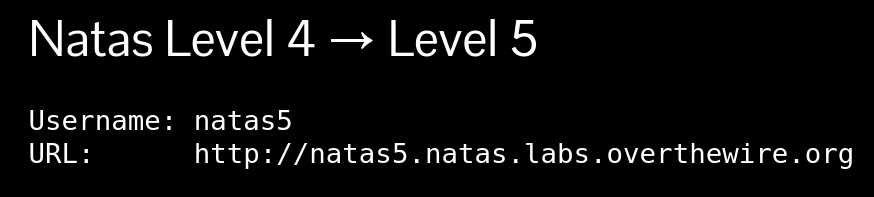 Natas Level 4 → Level 5
Username: natas5
URL: http://natas5.natas.labs.overthewire.org